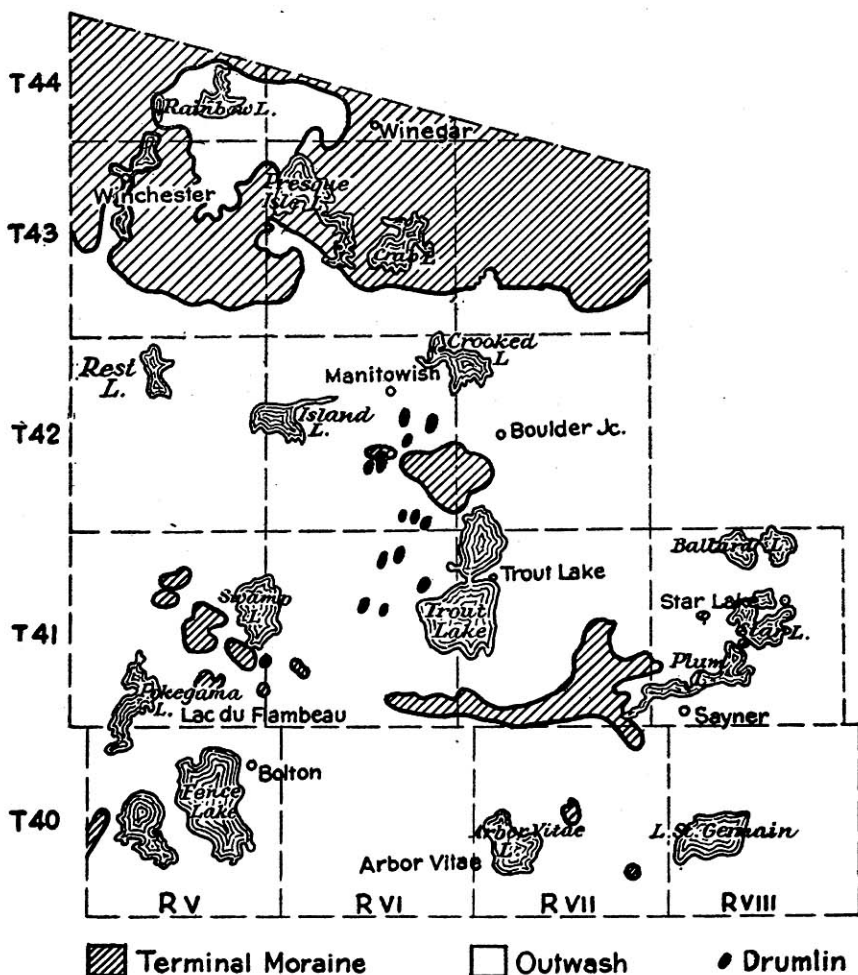 T44
Rainbow L.
Winegar
Winchester
Presque
Isle L.
T43
Crab L
Crooked
L
Rest
L.
Manitowish
Island
L.
T42
Boulder Jc.
Ballard L.
Trout Lake
Swamp
L
Star Lake
Trout
Lake
T41
Star L.
Plum
Pokegama
L.
Lac du Flambeau
Sayner
Bolton
Fence
Lake
T40
Arbor Vitae
L.
L. St. Germain
Arbor Vitae
R V
R VI
R VII
R VIII
Terminal Moraine
Outwash
Drumlin